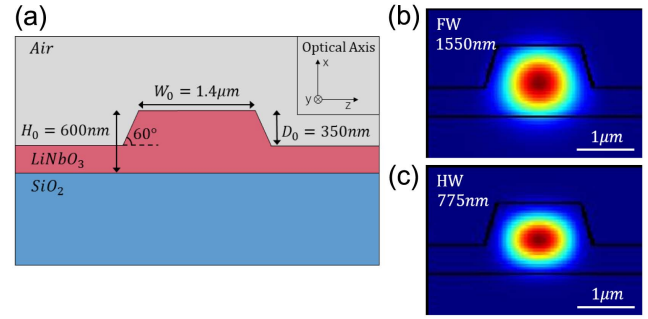 (a)
Air
Optical Axis
x
y
z
W₀ = 1.4μm
H₀ = 600nm
60°
D₀ = 350nm
LiNbO₃
SiO₂
(b)
FW
1550nm
1μm
(c)
HW
775nm
1μm